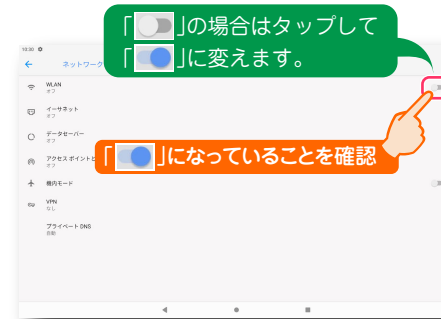 「 」の場合はタップして
「 」に変えます。
10:30
ネットワーク
WLAN
オフ
イーサネット
オフ
データセーバー
オフ
「 」になっていることを確認
アクセス ポイントと
オフ
機内モード
VPN
なし
プライベート DNS
自動